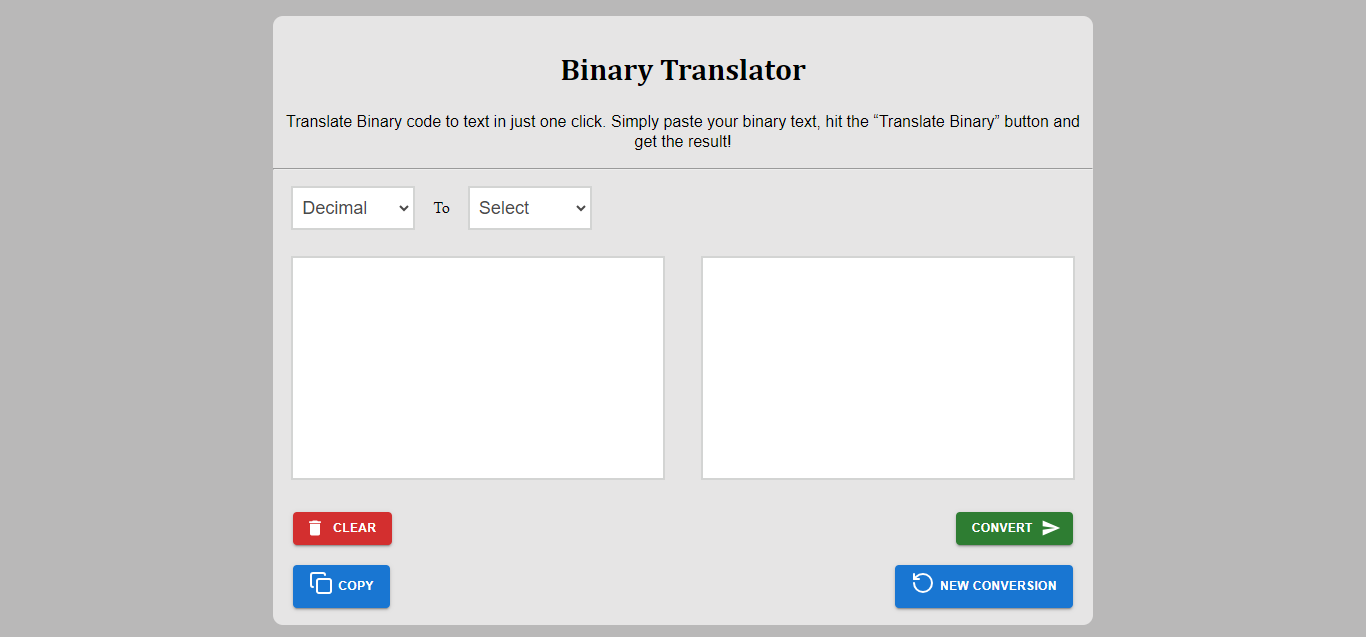 Binary Translator
Translate Binary code to text in just one click. Simply paste your binary text, hit the “Translate Binary” button and
get the result!
Decimal To Select
CLEAR CONVERT
COPY NEW CONVERSION